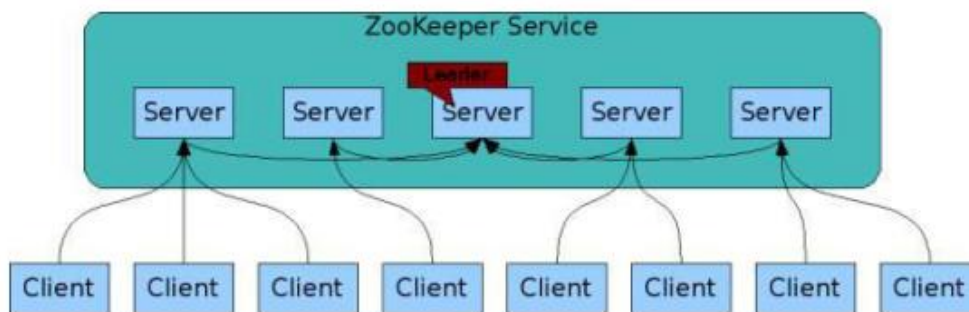 ZooKeeper Service
Leader
Server Server Server Server Server
Client Client Client Client Client Client Client Client